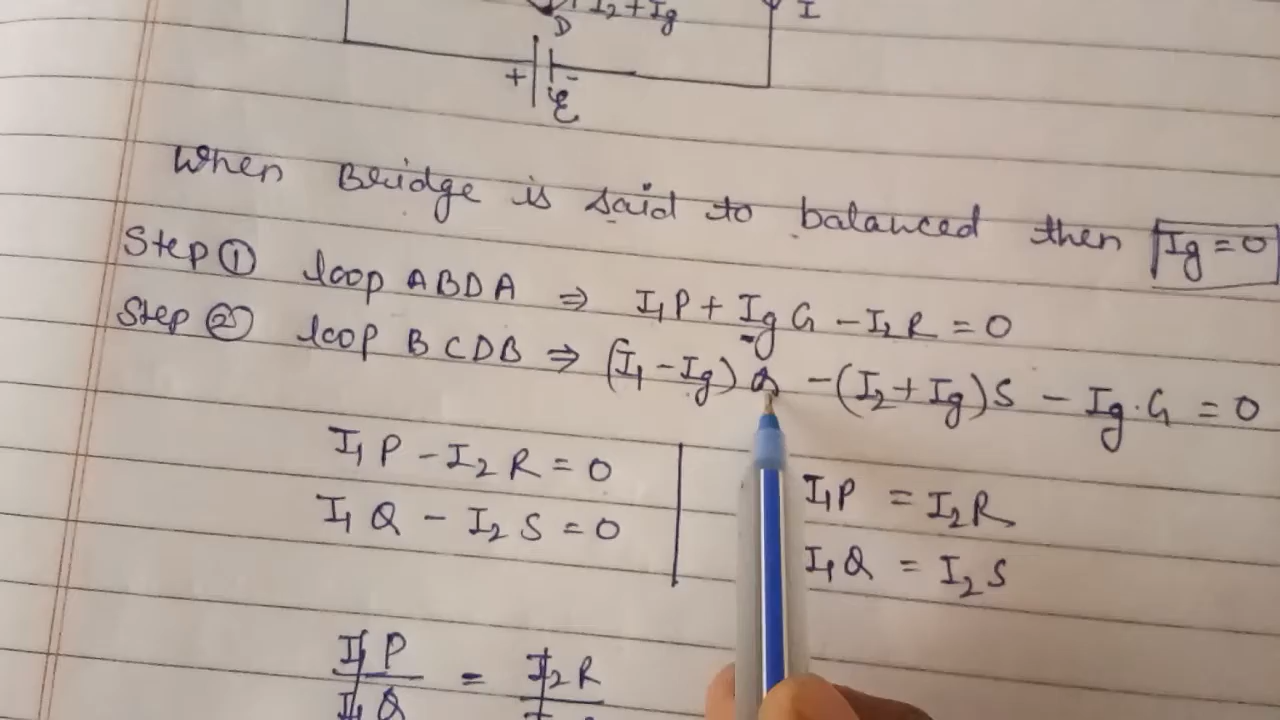 I2+Ig I
D
+ -
ε
When Bridge is said to balanced then Ig=0
Step ① loop ABDA ⇒ I1P + IgG - I2R = 0
Step ② loop BCDB ⇒ (I1 - Ig) Q - (I2 + Ig)S - Ig.G = 0
I1P - I2R = 0 I1P = I2R
I1Q - I2S = 0 I1Q = I2S
I1P = I2R
I1Q